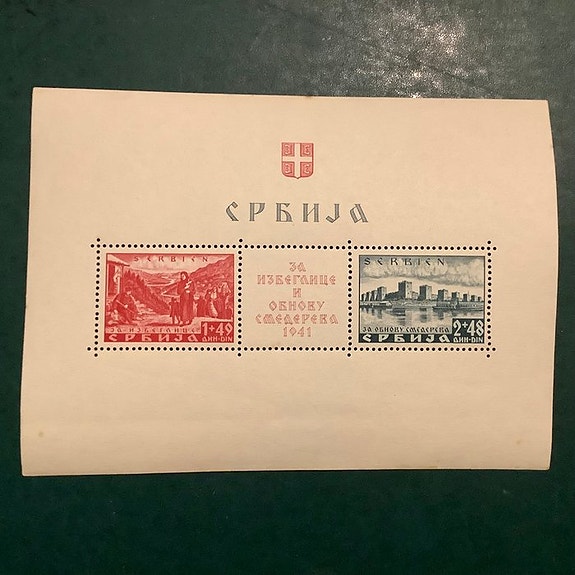 СРБИЈА
SERBIEN
ЗА ИЗБЕГЛИЦЕ
1+49
ДИН-DIN
СРБИЈА
ЗА
ИЗБЕГЛИЦЕ
И
ОБНОВУ
СМЕДЕРЕВА
1941
SERBIEN
ЗА ОБНОВУ СМЕДЕРЕВА
2+48
ДИН-DIN
СРБИЈА